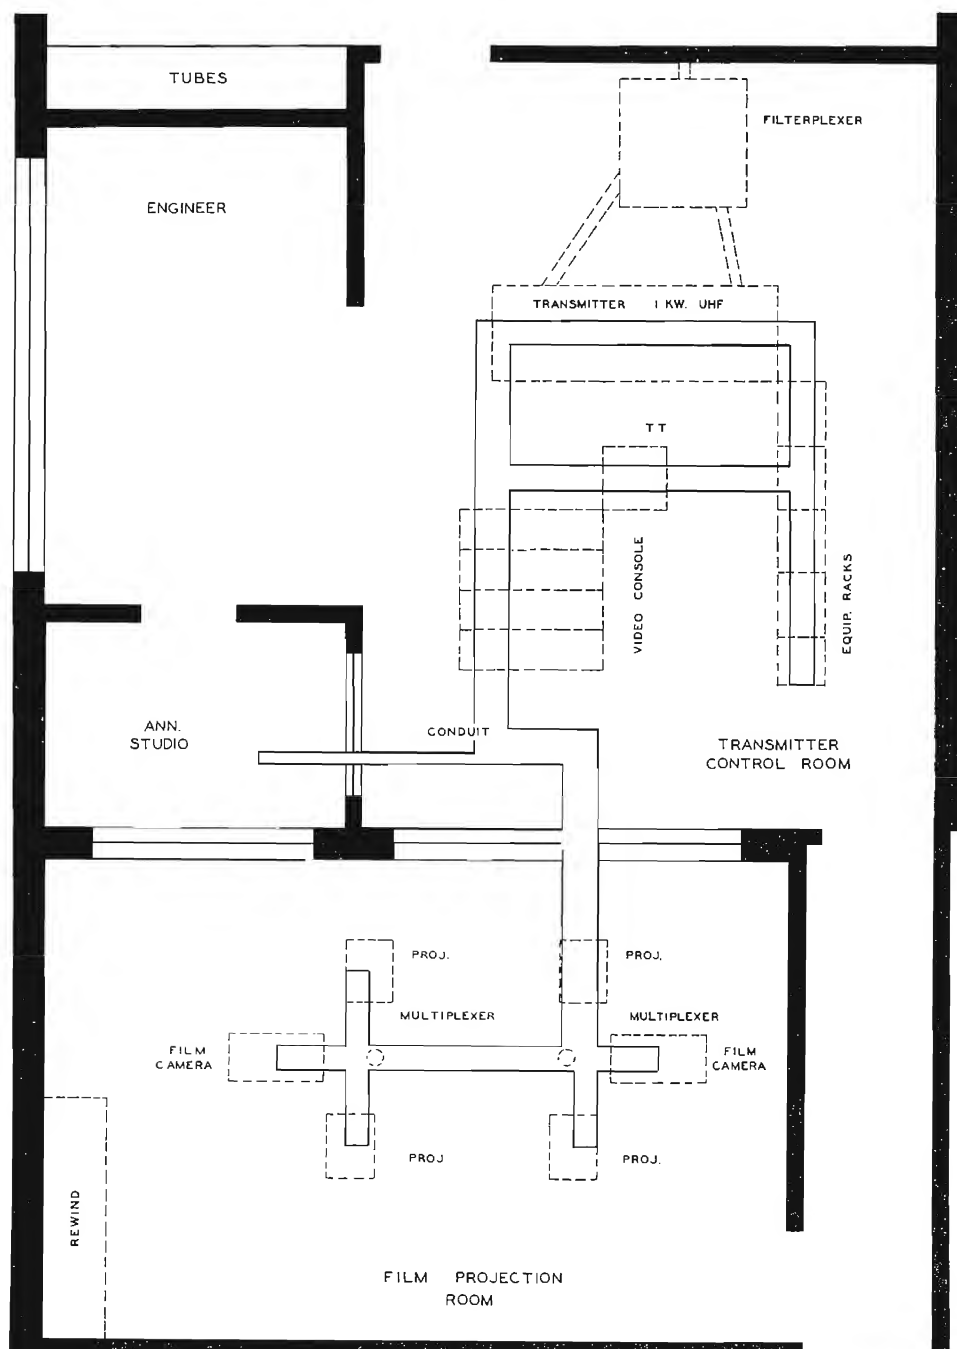 TUBES
FILTERPLEXER
ENGINEER
TRANSMITTER 1 KW. UHF
TT
VIDEO CONSOLE
EQUIP. RACKS
ANN.
STUDIO
CONDUIT
TRANSMITTER
CONTROL ROOM
PROJ.
PROJ.
MULTIPLEXER
MULTIPLEXER
FILM
CAMERA
FILM
CAMERA
PROJ
PROJ.
REWIND
FILM PROJECTION
ROOM